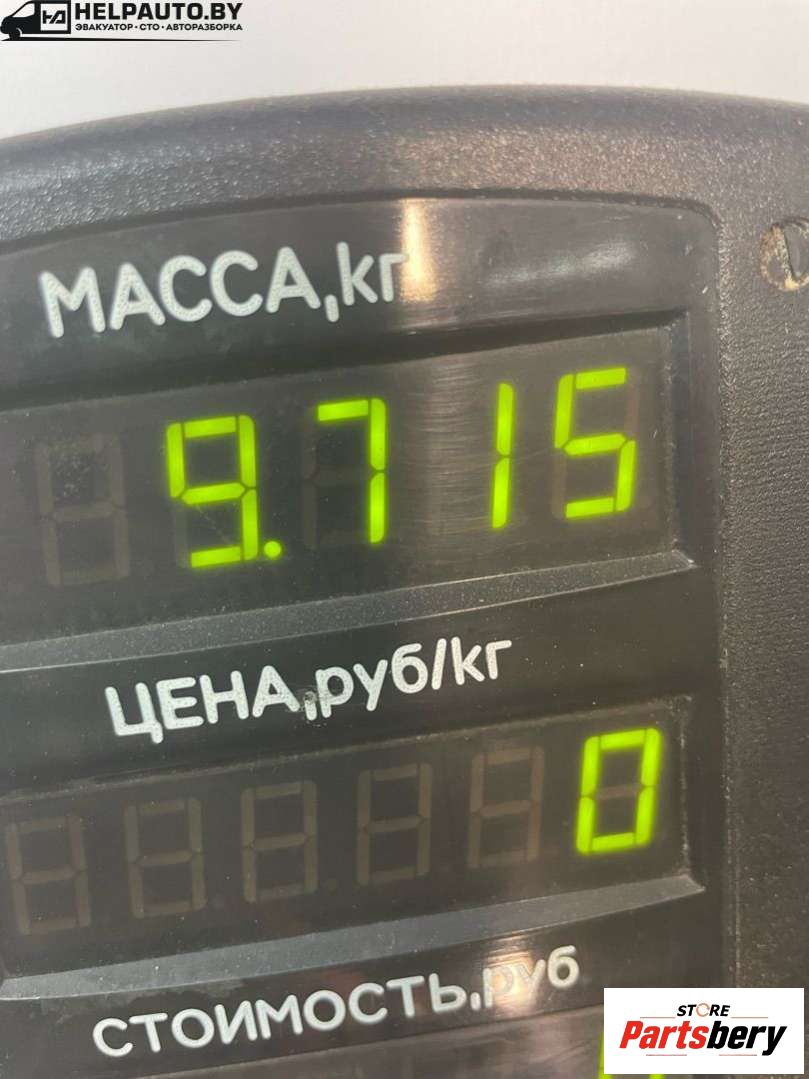 HELPAUTO.BY
ЭВАКУАТОР • СТО • АВТОРАЗБОРКА
МАССА,кг
9.715
ЦЕНА,руб/кг
0
СТОИМОСТЬ,руб
STORE
Partsbery